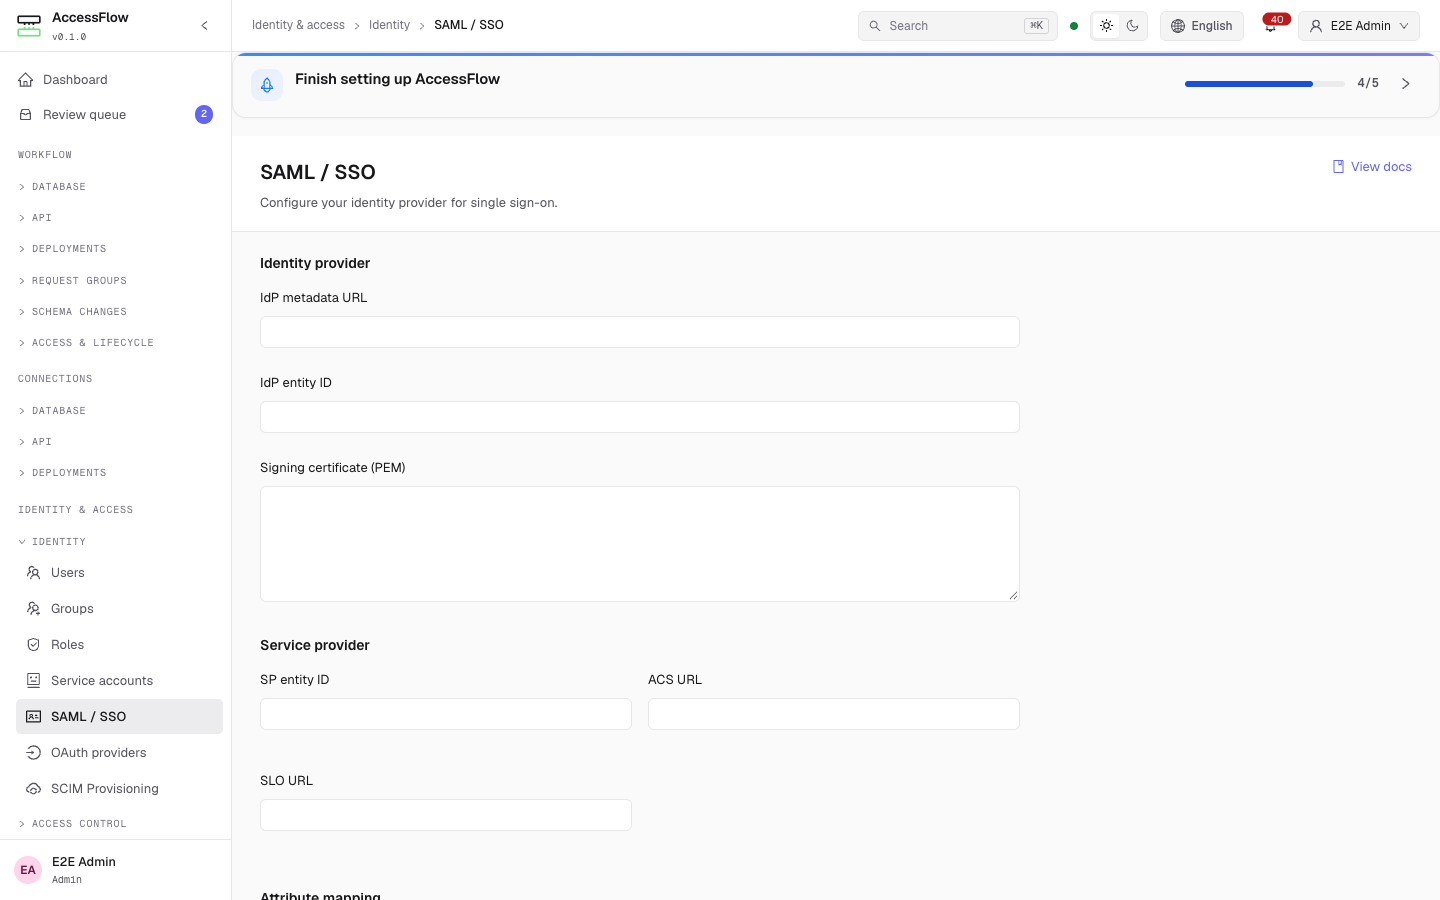 AccessFlow
v0.1.0
Dashboard
Review queue
2
WORKFLOW
DATABASE
API
DEPLOYMENTS
REQUEST GROUPS
SCHEMA CHANGES
ACCESS & LIFECYCLE
CONNECTIONS
DATABASE
API
DEPLOYMENTS
IDENTITY & ACCESS
IDENTITY
Users
Groups
Roles
Service accounts
SAML / SSO
OAuth providers
SCIM Provisioning
ACCESS CONTROL
EA
E2E Admin
Admin
Identity & access
Identity
SAML / SSO
Search
⌘K
English
40
E2E Admin
Finish setting up AccessFlow
4/5
SAML / SSO
View docs
Configure your identity provider for single sign-on.
Identity provider
IdP metadata URL
IdP entity ID
Signing certificate (PEM)
Service provider
SP entity ID
ACS URL
SLO URL
Attribute mapping